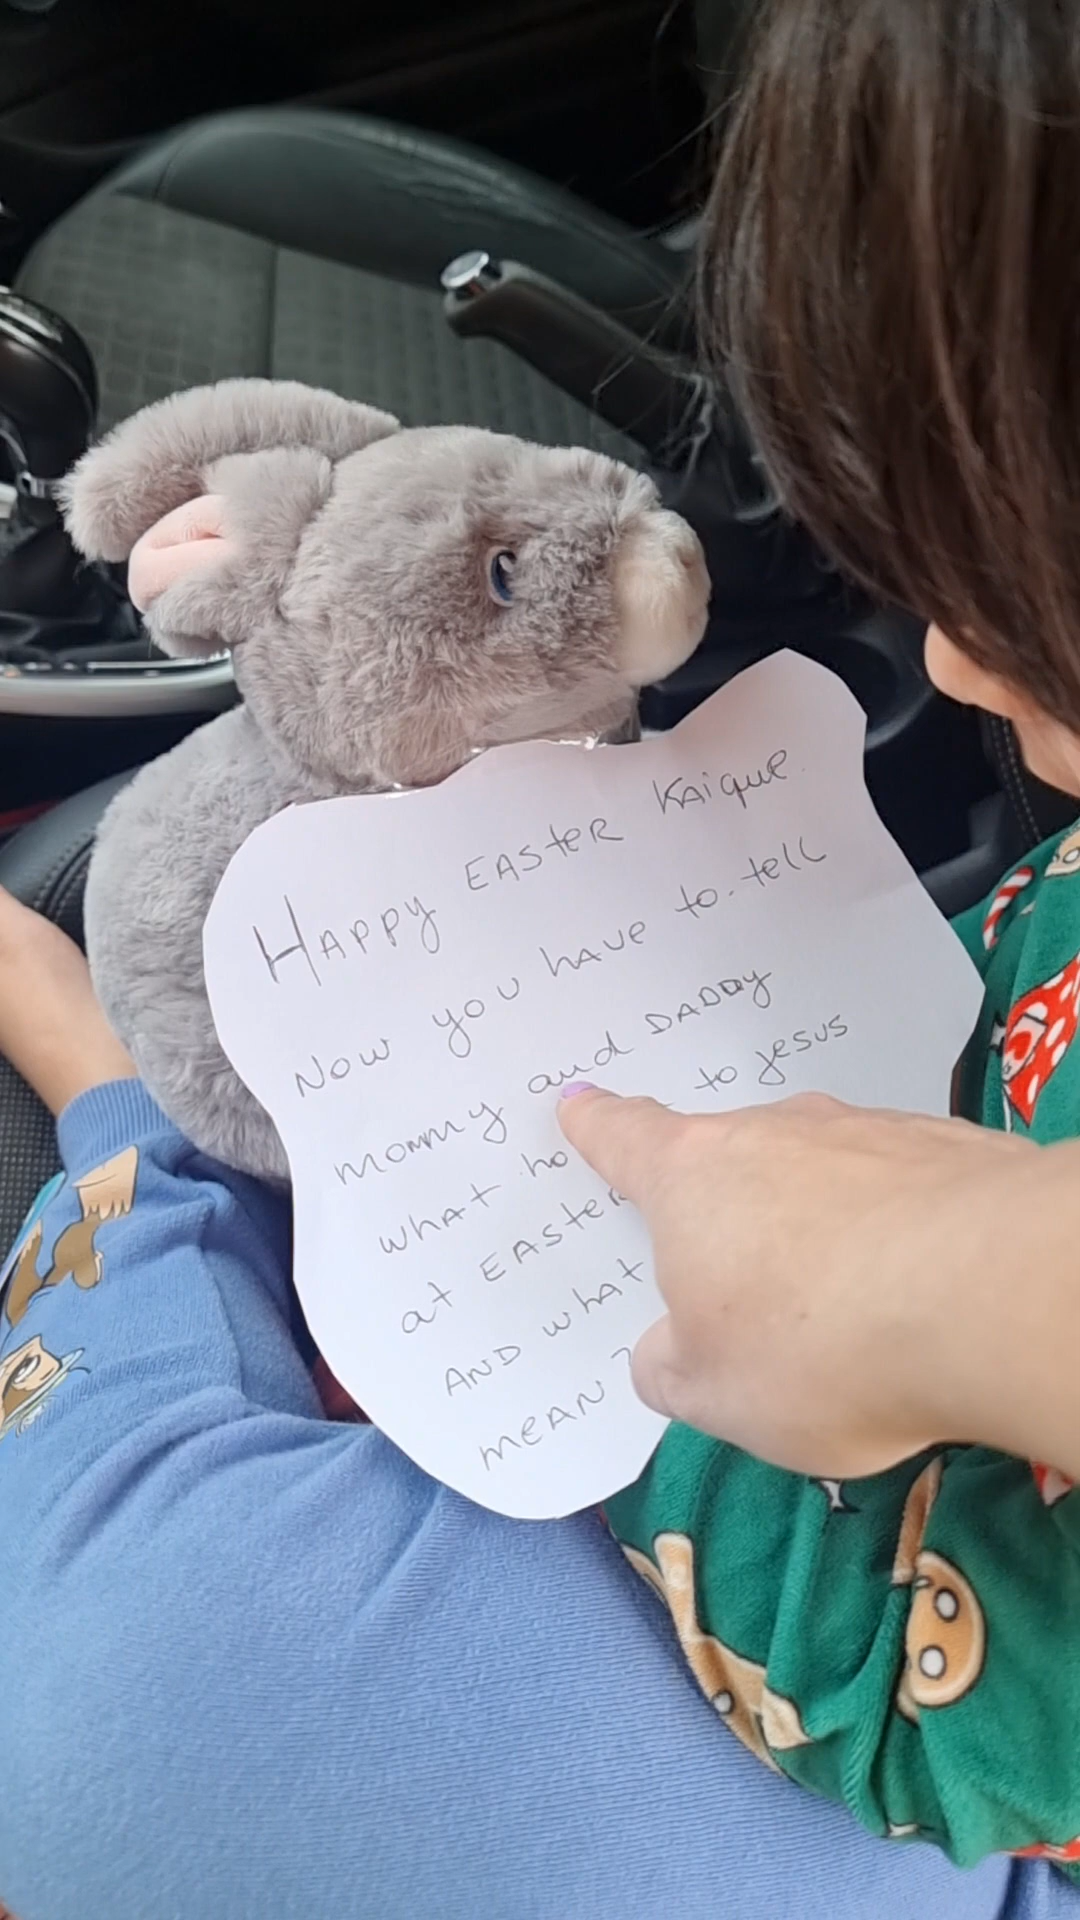 HAPPY EASTER KAique.
Now you have to tell
mommy and DADDY
what to Jesus
at EASTER
AND what
MEAN?